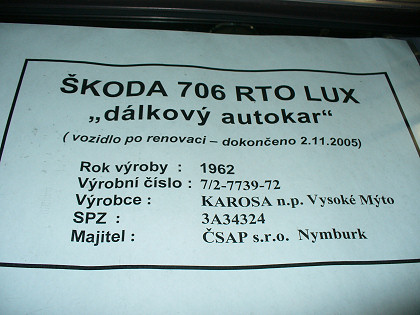 ŠKODA 706 RTO LUX
„dálkový autokar“
( vozidlo po renovaci – dokončeno 2.11.2005)
Rok výroby : 1962
Výrobní číslo : 7/2-7739-72
Výrobce : KAROSA n.p. Vysoké Mýto
SPZ : 3A34324
Majitel : ČSAP s.r.o. Nymburk